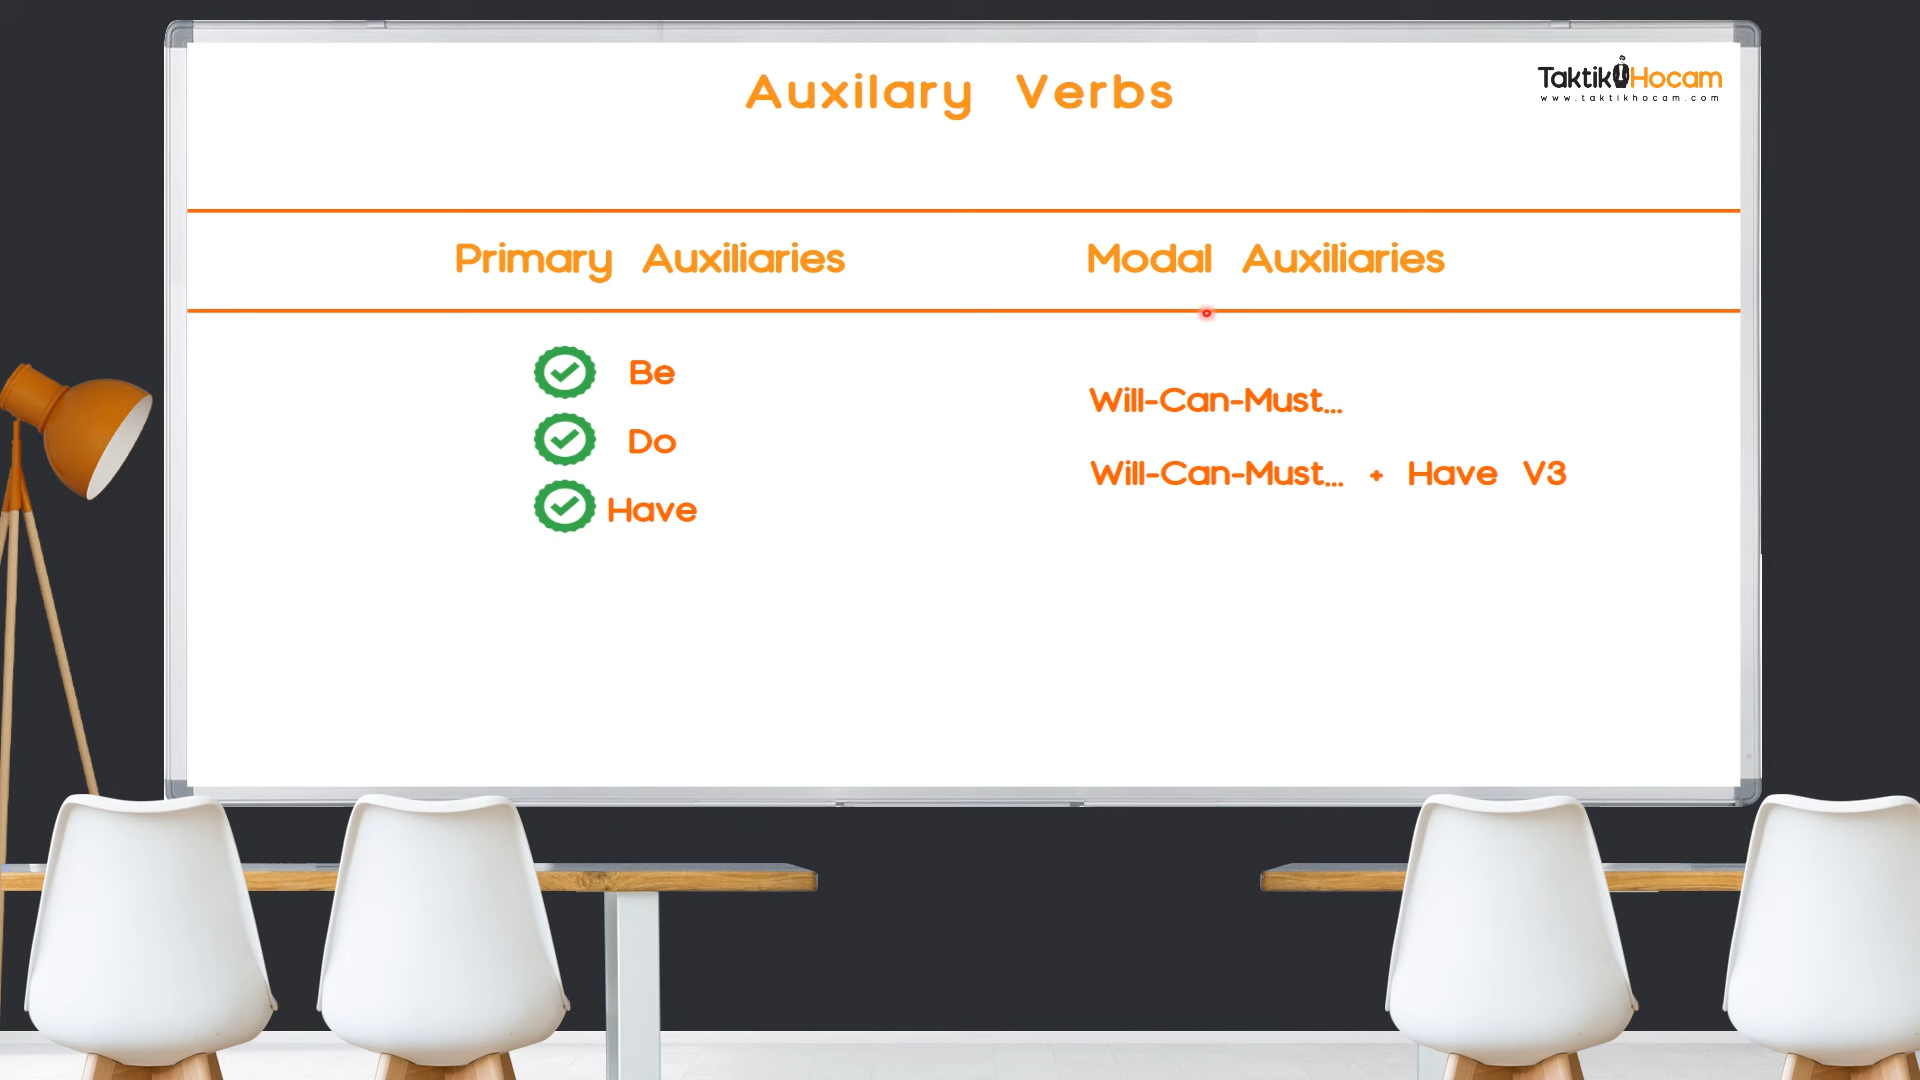 Auxilary Verbs
TaktikHocam
www.taktikhocam.com
Primary Auxiliaries
Modal Auxiliaries
Be
Do
Have
Will-Can-Must...
Will-Can-Must... + Have V3